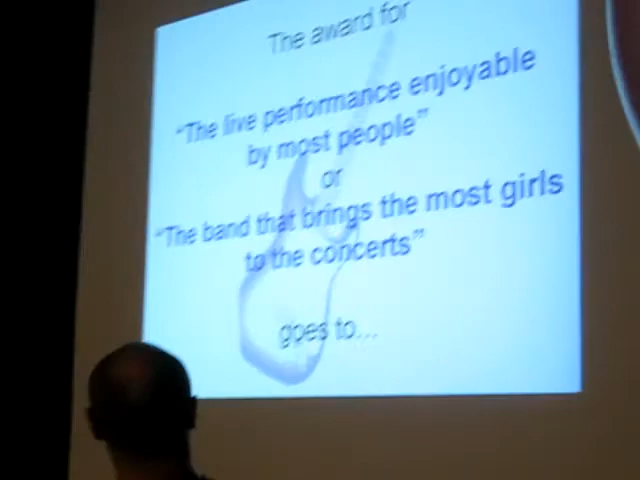 The award for
“The live performance enjoyable
by most people”
or
“The band that brings the most girls
to the concerts”
goes to...